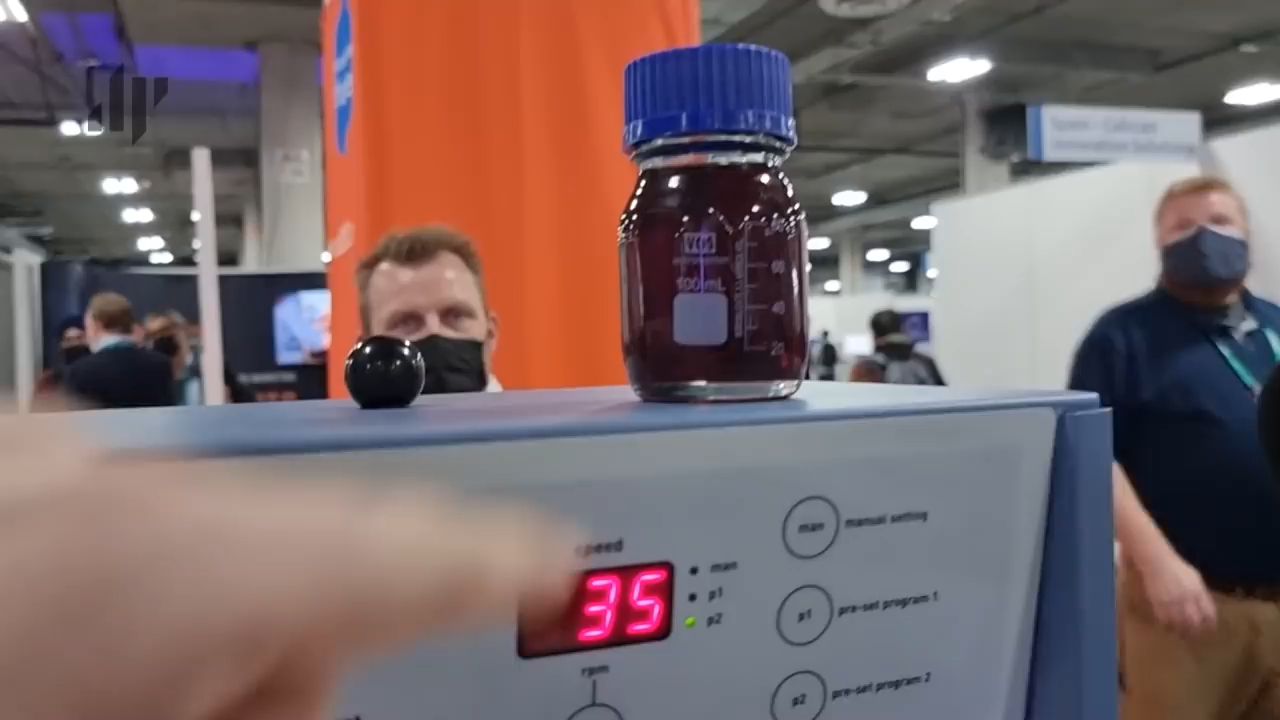 VQS
100 mL
60
40
20
speed
35
rpm
man
p1
p2
man manual setting
p1 pre-set program 1
p2 pre-set program 2